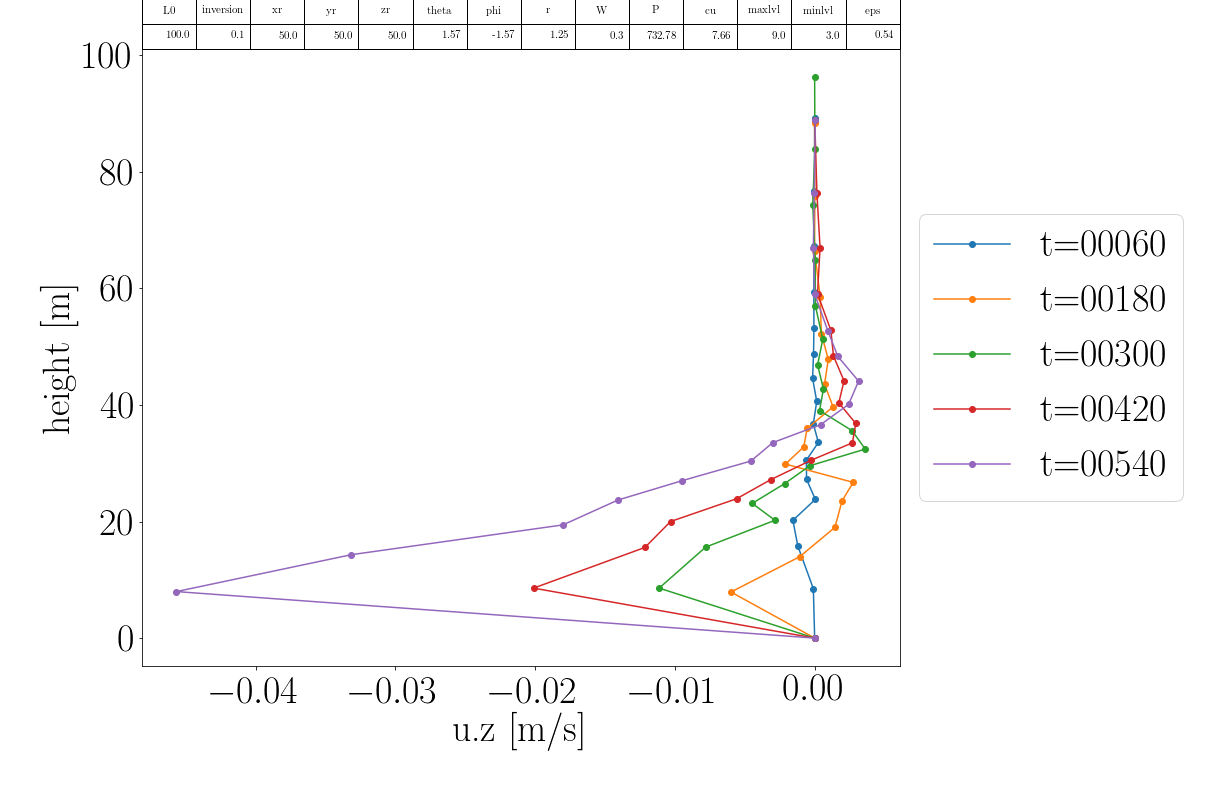 L0 inversion xr yr zr theta phi r W P cu maxlvl minlvl eps
100.0 0.1 50.0 50.0 50.0 1.57 -1.57 1.25 0.3 732.78 7.66 9.0 3.0 0.54
100
80
60
40
20
0
height [m]
−0.04 −0.03 −0.02 −0.01 0.00
u.z [m/s]
t=00060
t=00180
t=00300
t=00420
t=00540